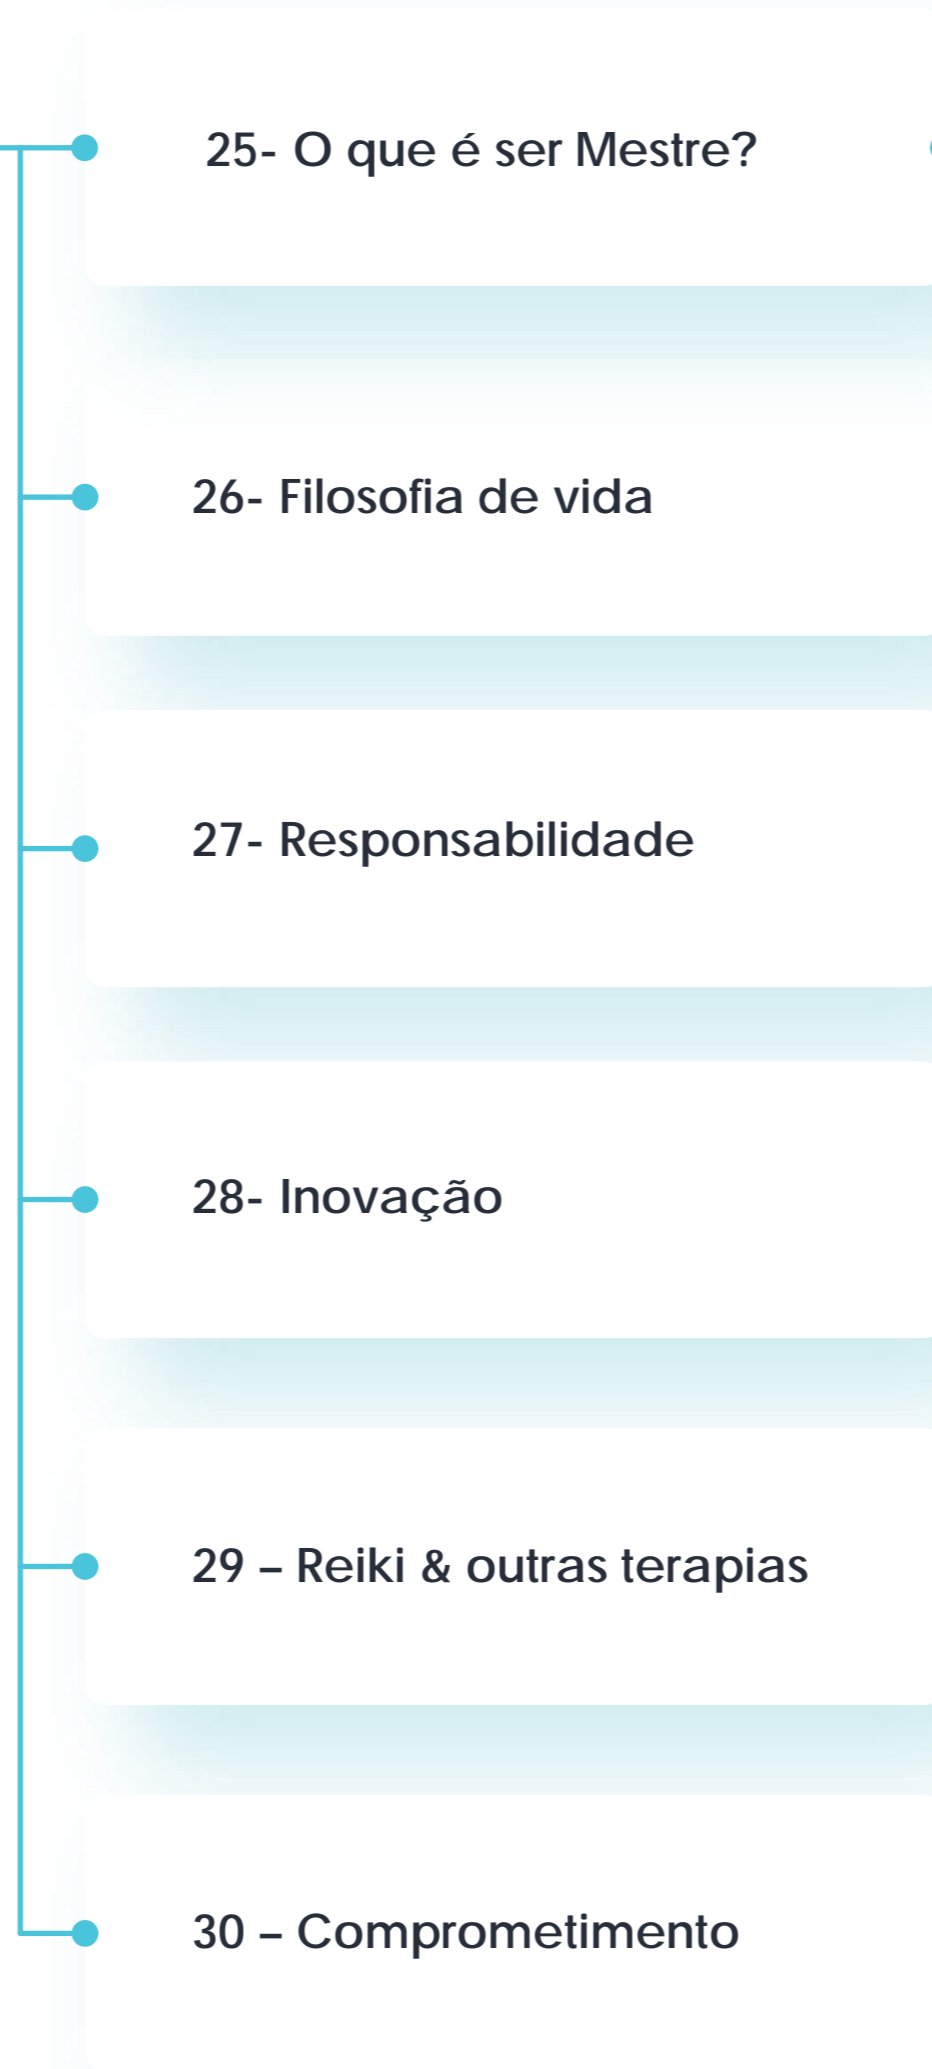 25- O que é ser Mestre?
26- Filosofia de vida
27- Responsabilidade
28- Inovação
29 – Reiki & outras terapias
30 – Comprometimento